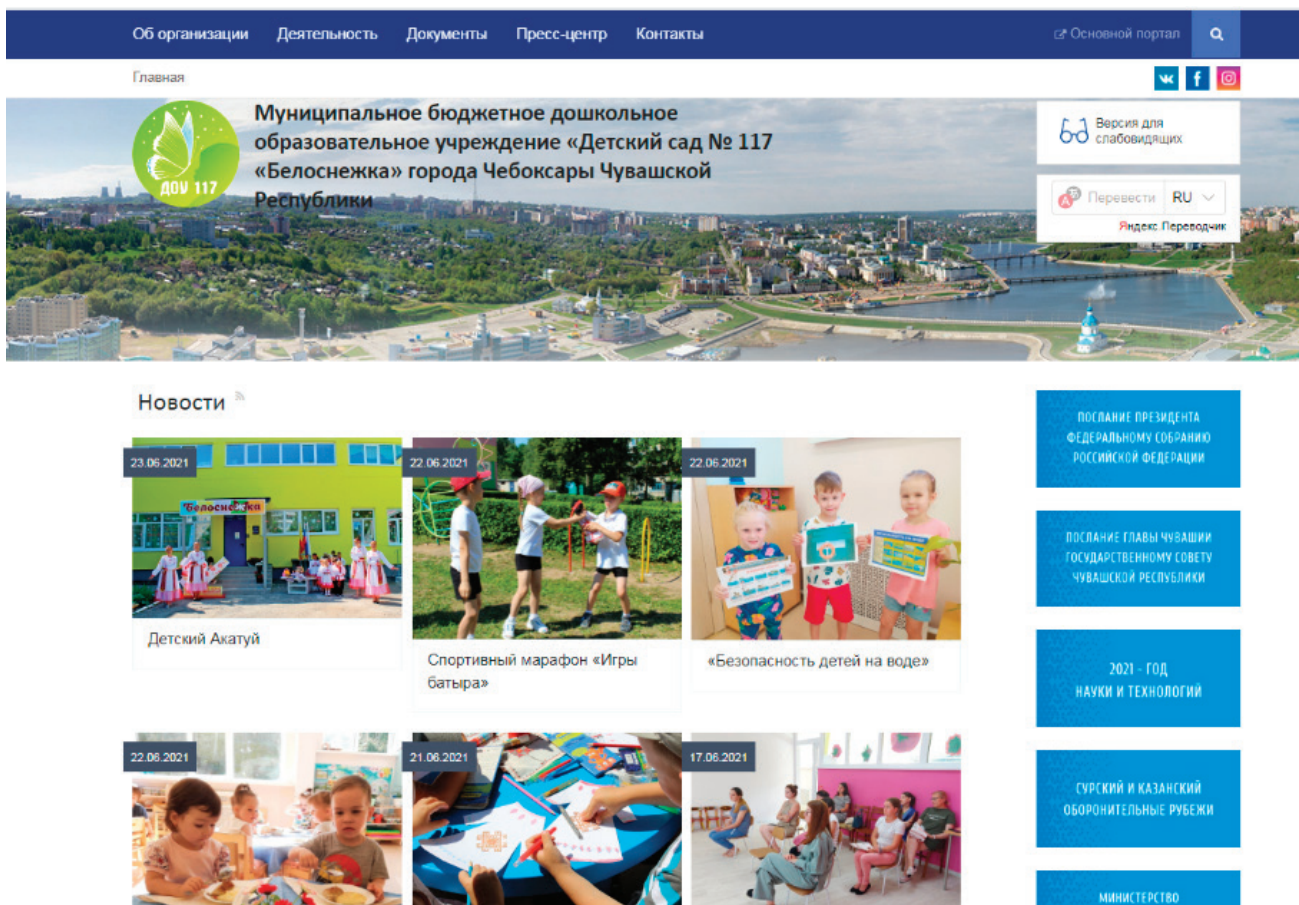 Об организации Деятельность Документы Пресс-центр Контакты Основной портал
Главная
Муниципальное бюджетное дошкольное
образовательное учреждение «Детский сад № 117
«Белоснежка» города Чебоксары Чувашской
Республики
ДОУ 117
Версия для
слабовидящих
Перевести RU
Яндекс.Переводчик
Новости
23.06.2021
Белоснежка
Детский Акатуй
22.06.2021
Спортивный марафон «Игры
батыра»
22.06.2021
«Безопасность детей на воде»
22.06.2021
21.06.2021
17.06.2021
ПОСЛАНИЕ ПРЕЗИДЕНТА
ФЕДЕРАЛЬНОМУ СОБРАНИЮ
РОССИЙСКОЙ ФЕДЕРАЦИИ
ПОСЛАНИЕ ГЛАВЫ ЧУВАШИИ
ГОСУДАРСТВЕННОМУ СОВЕТУ
ЧУВАШСКОЙ РЕСПУБЛИКИ
2021 - ГОД
НАУКИ И ТЕХНОЛОГИЙ
СУРСКИЙ И КАЗАНСКИЙ
ОБОРОНИТЕЛЬНЫЕ РУБЕЖИ
МИНИСТЕРСТВО